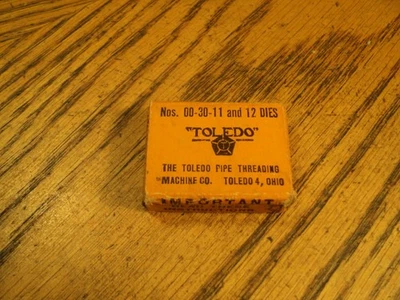 Nos. 00-30-11 and 12 DIES
"TOLEDO"
THE TOLEDO PIPE THREADING
MACHINE CO. TOLEDO 4, OHIO
IMPORTANT